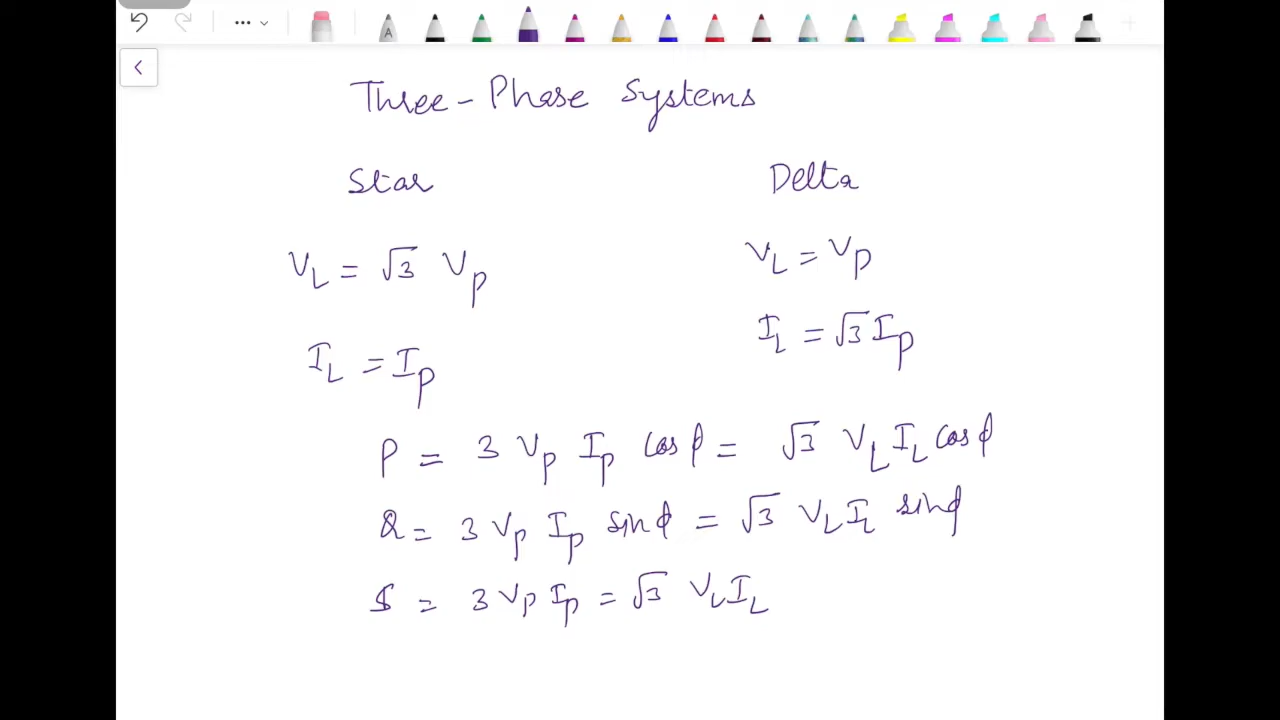 Three-Phase Systems
Star Delta
V_L = √3 V_p V_L = V_p
I_L = I_p I_L = √3 I_p
P = 3 V_p I_p cos ϕ = √3 V_L I_L cos ϕ
Q = 3 V_p I_p sin ϕ = √3 V_L I_L sin ϕ
S = 3 V_p I_p = √3 V_L I_L